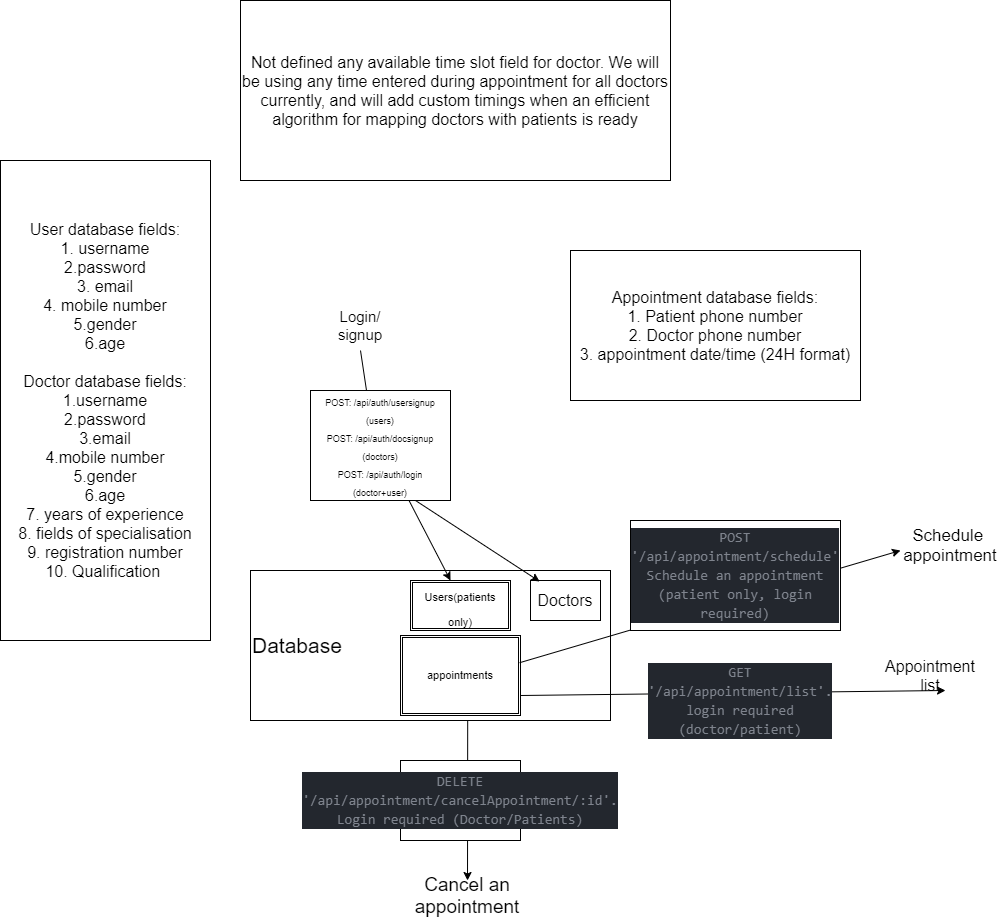 Not defined any available time slot field for doctor. We will
be using any time entered during appointment for all doctors
currently, and will add custom timings when an efficient
algorithm for mapping doctors with patients is ready
User database fields:
1. username
2.password
3. email
4. mobile number
5.gender
6.age
Doctor database fields:
1.username
2.password
3.email
4.mobile number
5.gender
6.age
7. years of experience
8. fields of specialisation
9. registration number
10. Qualification
Appointment database fields:
1. Patient phone number
2. Doctor phone number
3. appointment date/time (24H format)
Login/
signup
POST: /api/auth/usersignup
(users)
POST: /api/auth/docsignup
(doctors)
POST: /api/auth/login
(doctor+user)
Database
Users(patients
only)
Doctors
appointments
POST
'/api/appointment/schedule'
Schedule an appointment
(patient only, login
required)
Schedule
appointment
GET
'/api/appointment/list'.
login required
(doctor/patient)
Appointment
list
DELETE
'/api/appointment/cancelAppointment/:id'.
Login required (Doctor/Patients)
Cancel an
appointment